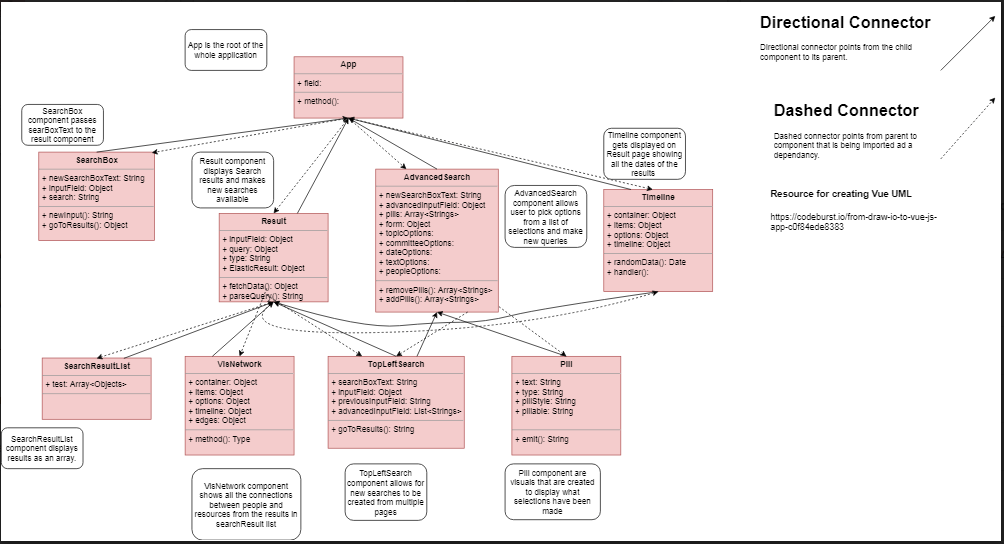 Directional Connector
Directional connector points from the child
component to its parent.
Dashed Connector
Dashed connector points from parent to
component that is being imported ad a
dependancy.
Resource for creating Vue UML
https://codeburst.io/from-draw-io-to-vue-js-
app-c0f84ede8383
App is the root of the
whole application
App
+ field:
+ method():
SearchBox
component passes
searBoxText to the
result component
SearchBox
+ newSearchBoxText: String
+ inputField: Object
+ search: String
+ newInput(): String
+ goToResults(): Object
Result component
displays Search
results and makes
new searches
available
Result
+ inputField: Object
+ query: Object
+ type: String
+ ElasticResult: Object
+ fetchData(): Object
+ parseQuery(): String
AdvancedSearch
+ newSearchBoxText: String
+ advancedInputField: Object
+ pills: Array<Strings>
+ form: Object
+ topicOptions:
+ committeeOptions:
+ dateOptions:
+ textOptions:
+ peopleOptions:
+ removePills(): Array<Strings>
+ addPills(): Array<Strings>
AdvancedSearch
component allows
user to pick options
from a list of
selections and make
new queries
Timeline component
gets displayed on
Result page showing
all the dates of the
results
Timeline
+ container: Object
+ items: Object
+ options: Object
+ timeline: Object
+ randomData(): Date
+ handler():
SearchResultList
+ test: Array<Objects>
SearchResultList
component displays
results as an array.
VisNetwork
+ container: Object
+ items: Object
+ options: Object
+ timeline: Object
+ edges: Object
+ method(): Type
VisNetwork component
shows all the connections
between people and
resources from the results in
searchResult list
TopLeftSearch
+ searchBoxText: String
+ inputField: Object
+ previousInputField: String
+ advancedInputField: List<Strings>
+ goToResults(): String
TopLeftSearch
component allows for
new searches to be
created from multiple
pages
Pill
+ text: String
+ type: String
+ pillStyle: String
+ pillable: String
+ emit(): String
Pill component are
visuals that are created
to display what
selections have been
made